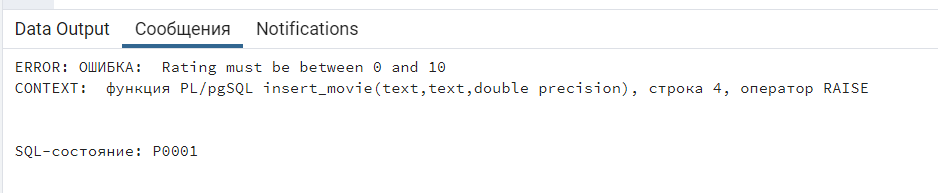 Data Output Сообщения Notifications
ERROR: ОШИБКА:  Rating must be between 0 and 10
CONTEXT:  функция PL/pgSQL insert_movie(text,text,double precision), строка 4, оператор RAISE
SQL-состояние: P0001